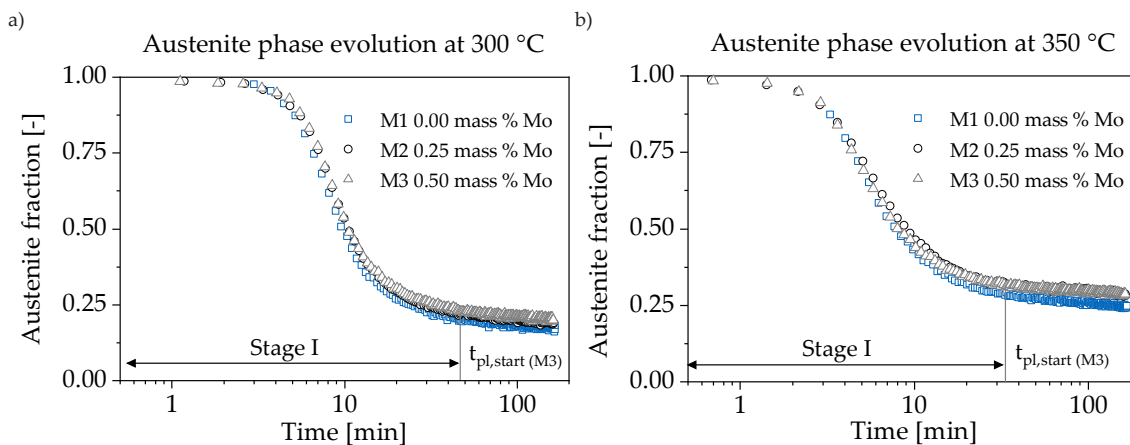 a)
Austenite phase evolution at 300 °C
1.00
0.75
0.50
0.25
0.00
Austenite fraction [-]
M1 0.00 mass % Mo
M2 0.25 mass % Mo
M3 0.50 mass % Mo
Stage I
tpl,start (M3)
1
10
100
Time [min]
b)
Austenite phase evolution at 350 °C
1.00
0.75
0.50
0.25
0.00
Austenite fraction [-]
M1 0.00 mass % Mo
M2 0.25 mass % Mo
M3 0.50 mass % Mo
Stage I
tpl,start (M3)
1
10
100
Time [min]